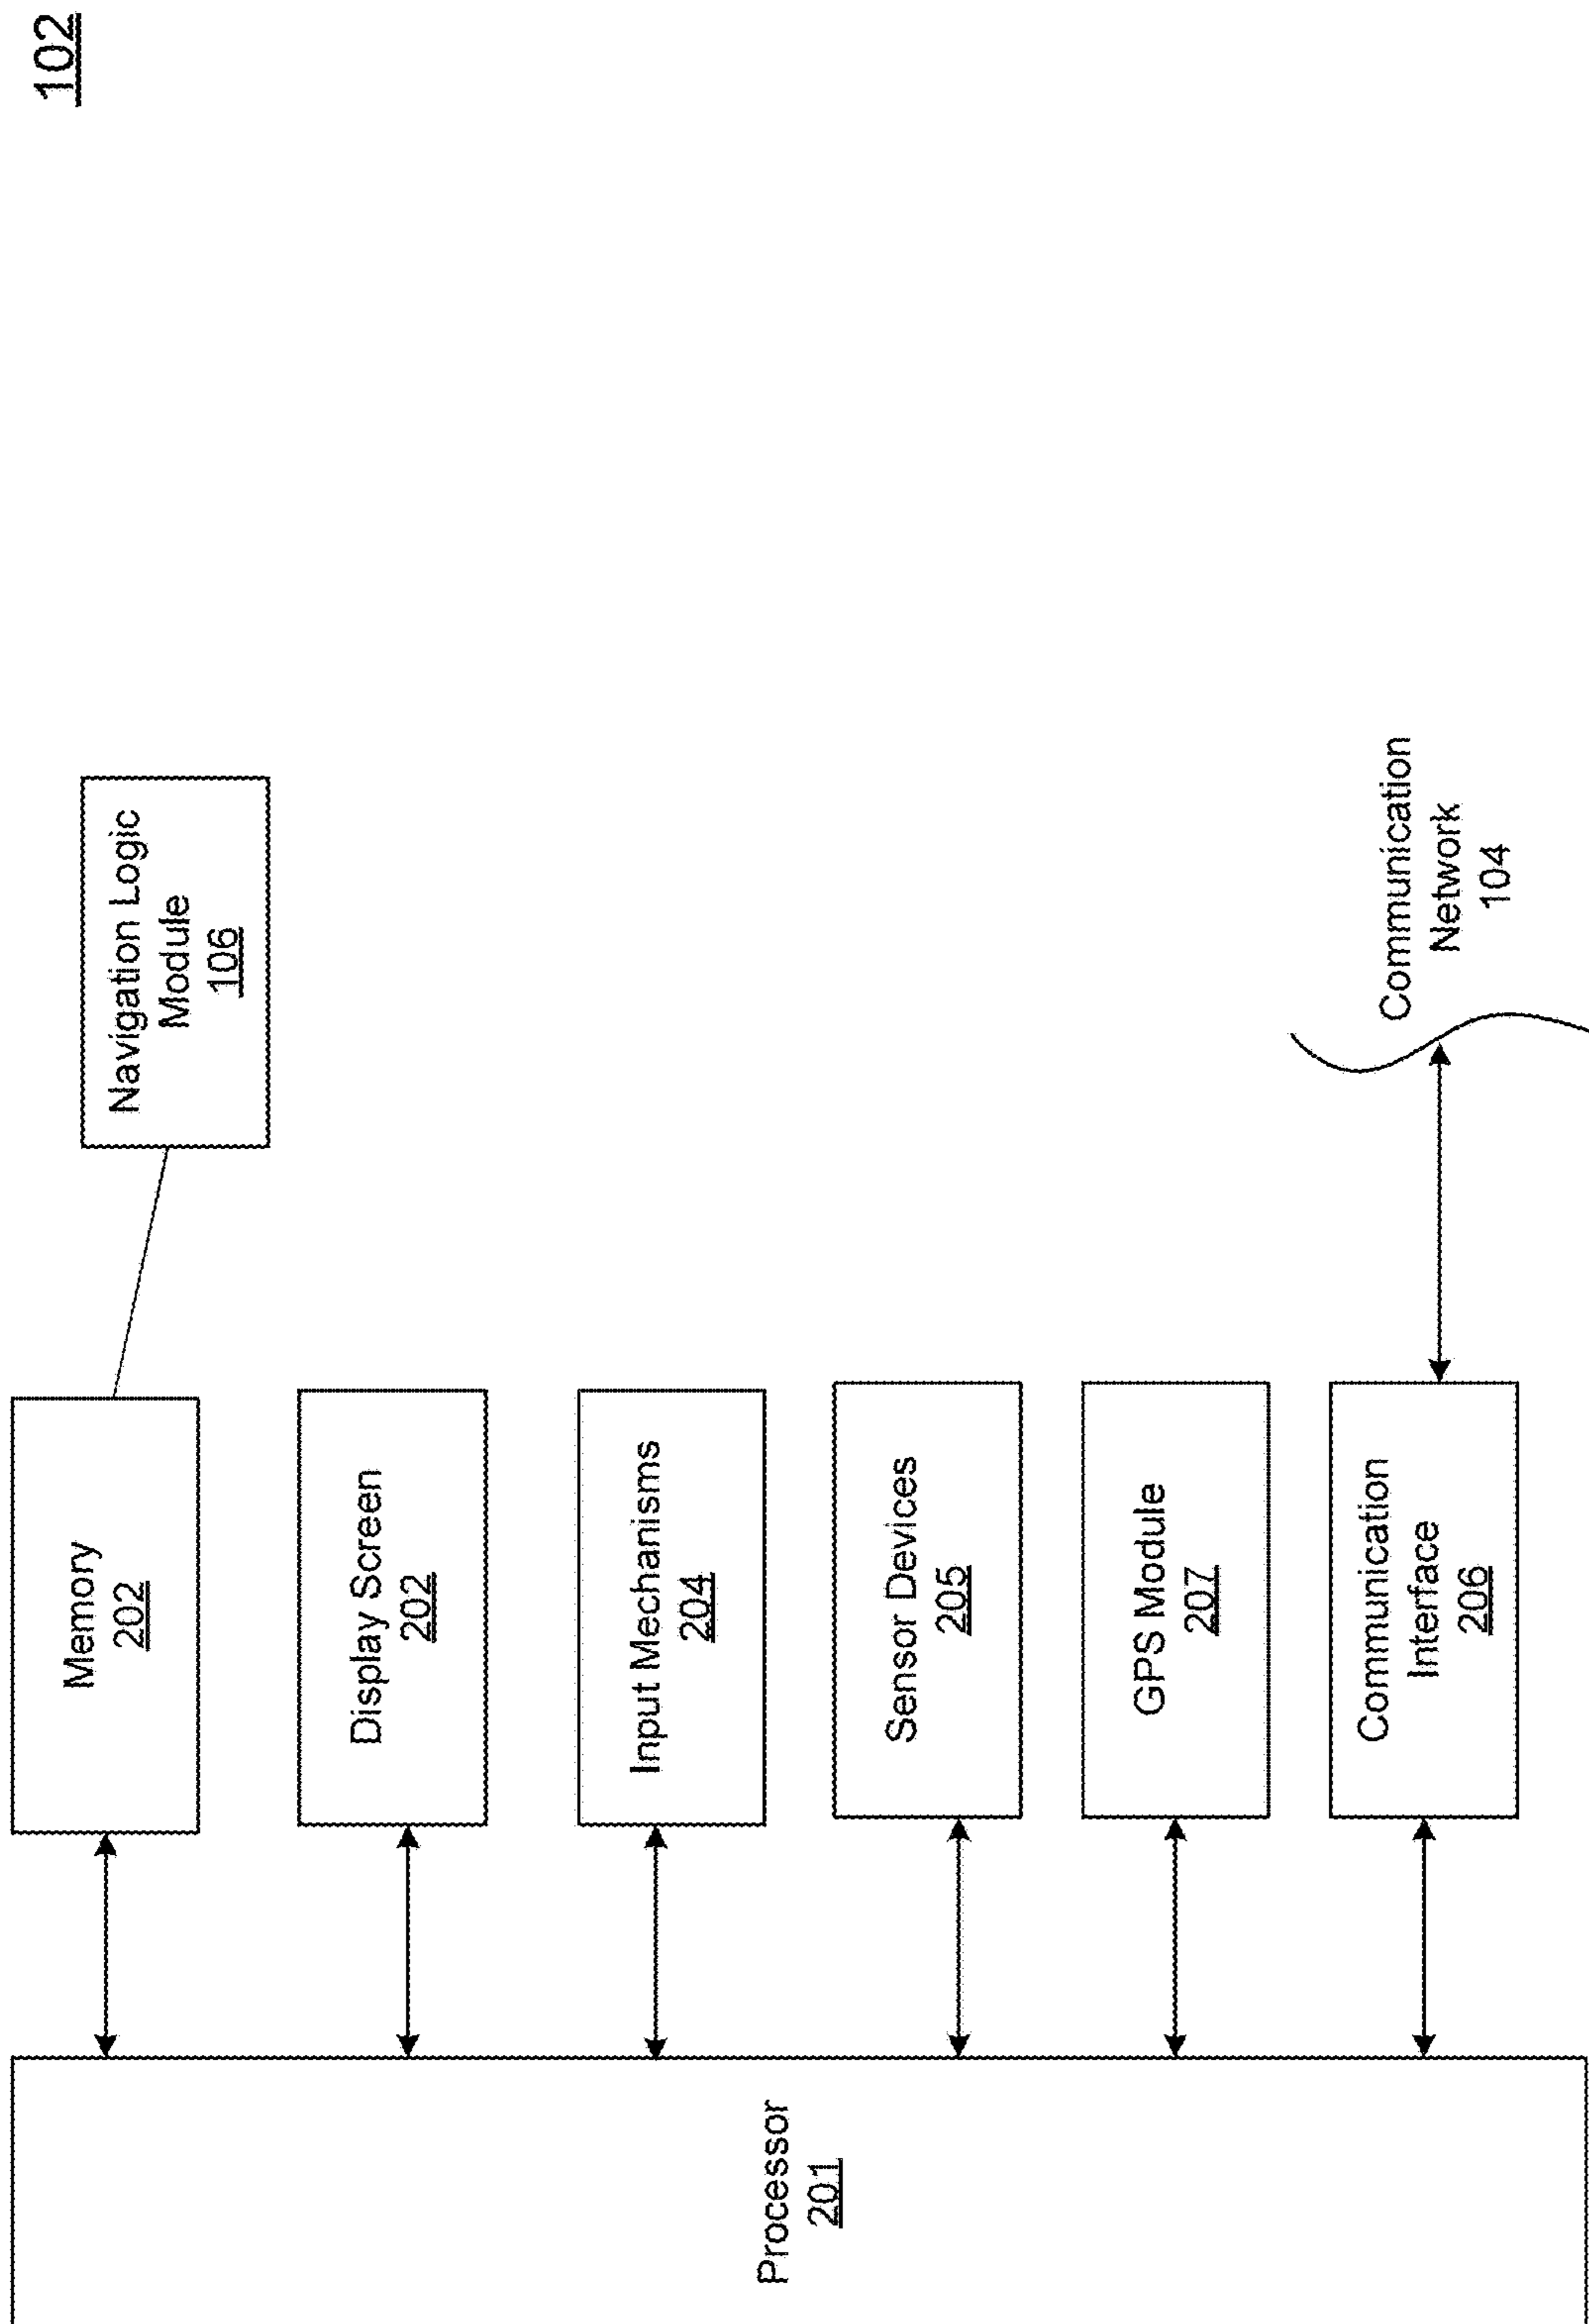 102
Processor
201
Memory
202
Navigation Logic
Module
106
Display Screen
202
Input Mechanisms
204
Sensor Devices
205
GPS Module
207
Communication
Interface
206
Communication
Network
104